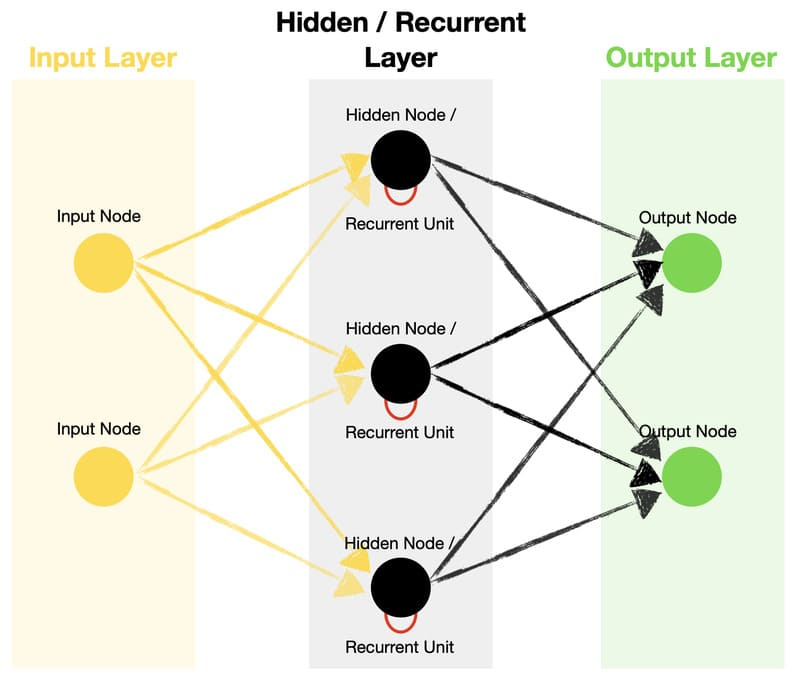 Hidden / Recurrent
Layer
Input Layer
Output Layer
Hidden Node /
Recurrent Unit
Input Node
Output Node
Hidden Node /
Recurrent Unit
Input Node
Output Node
Hidden Node /
Recurrent Unit